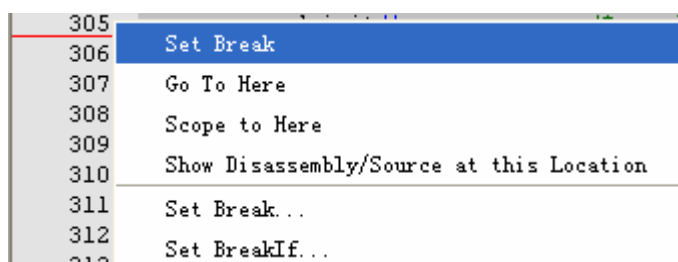 305
306 Set Break
307 Go To Here
308 Scope to Here
309
310 Show Disassembly/Source at this Location
311 Set Break...
312 Set BreakIf...